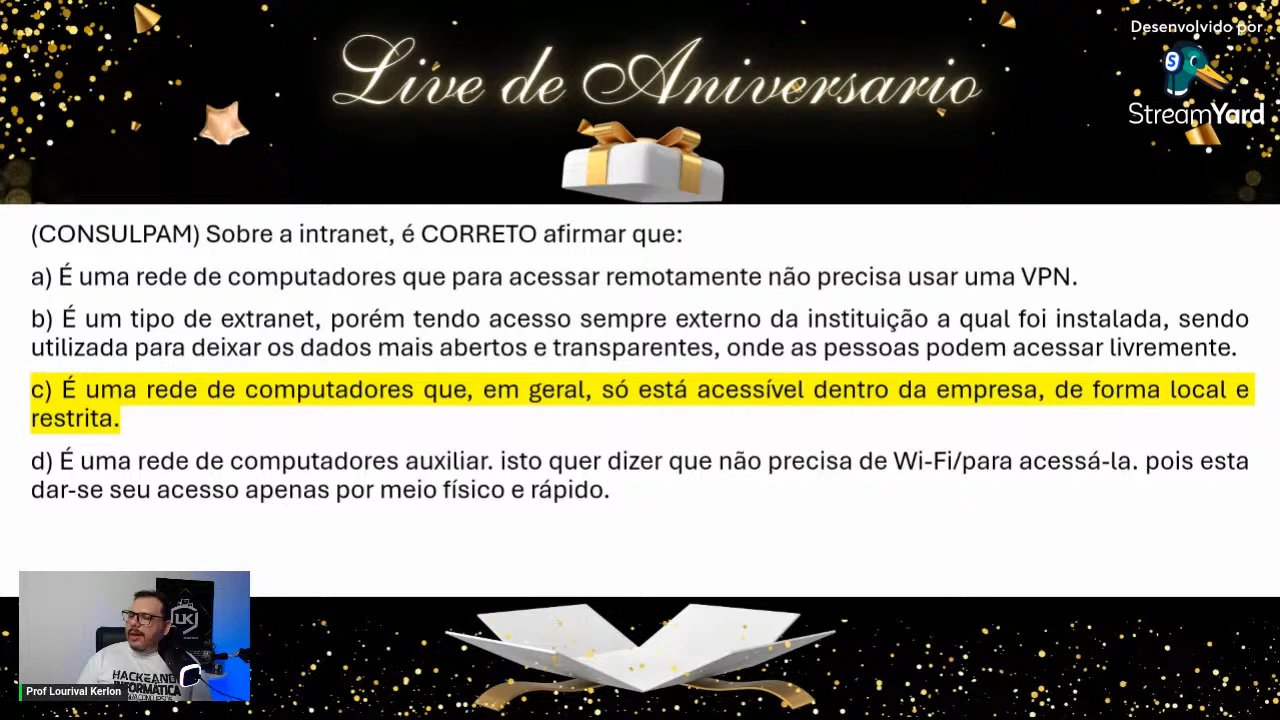 Desenvolvido por
Live de Aniversario
StreamYard
(CONSULPAM) Sobre a intranet, é CORRETO afirmar que:
a) É uma rede de computadores que para acessar remotamente não precisa usar uma VPN.
b) É um tipo de extranet, porém tendo acesso sempre externo da instituição a qual foi instalada, sendo
utilizada para deixar os dados mais abertos e transparentes, onde as pessoas podem acessar livremente.
c) É uma rede de computadores que, em geral, só está acessível dentro da empresa, de forma local e
restrita.
d) É uma rede de computadores auxiliar. isto quer dizer que não precisa de Wi-Fi/para acessá-la. pois esta
dar-se seu acesso apenas por meio físico e rápido.
LK
HACKEAND
INFORMÁTICA
Prof Lourival Kerlon